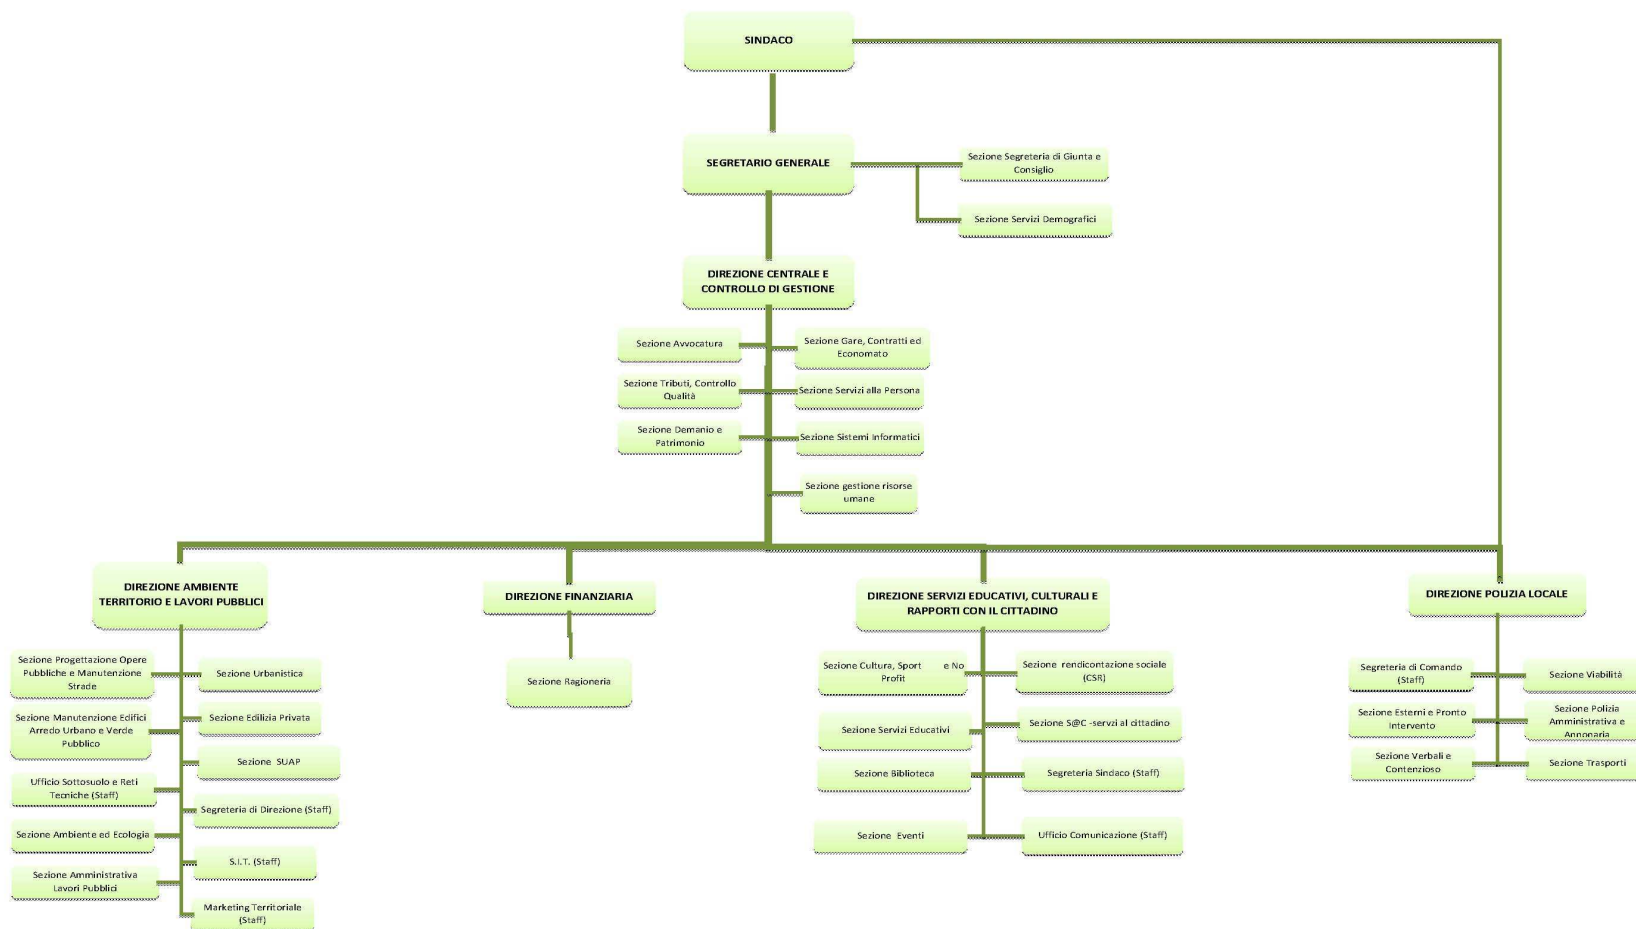 SINDACO
SEGRETARIO GENERALE
Sezione Segreteria di Giunta e
Consiglio
Sezione Servizi Demografici
DIREZIONE CENTRALE E
CONTROLLO DI GESTIONE
Sezione Avvocatura
Sezione Gare, Contratti ed
Economato
Sezione Tributi, Controllo
Qualità
Sezione Servizi alla Persona
Sezione Demanio e
Patrimonio
Sezione Sistemi Informatici
Sezione gestione risorse
umane
DIREZIONE AMBIENTE
TERRITORIO E LAVORI PUBBLICI
Sezione Progettazione Opere
Pubbliche e Manutenzione
Strade
Sezione Urbanistica
Sezione Manutenzione Edifici
Arredo Urbano e Verde
Pubblico
Sezione Edilizia Privata
Sezione SUAP
Ufficio Sottosuolo e Reti
Tecniche (Staff)
Segreteria di Direzione (Staff)
Sezione Ambiente ed Ecologia
S.I.T. (Staff)
Sezione Amministrativa
Lavori Pubblici
Marketing Territoriale
(Staff)
DIREZIONE FINANZIARIA
Sezione Ragioneria
DIREZIONE SERVIZI EDUCATIVI, CULTURALI E
RAPPORTI CON IL CITTADINO
Sezione Cultura, Sport e No
Profit
Sezione rendicontazione sociale
(CSR)
Sezione Servizi Educativi
Sezione S@C -servzi al cittadino
Sezione Biblioteca
Segreteria Sindaco (Staff)
Sezione Eventi
Ufficio Comunicazione (Staff)
DIREZIONE POLIZIA LOCALE
Segreteria di Comando
(Staff)
Sezione Viabilità
Sezione Esterni e Pronto
Intervento
Sezione Polizia
Amministrativa e
Annonaria
Sezione Verbali e
Contenzioso
Sezione Trasporti